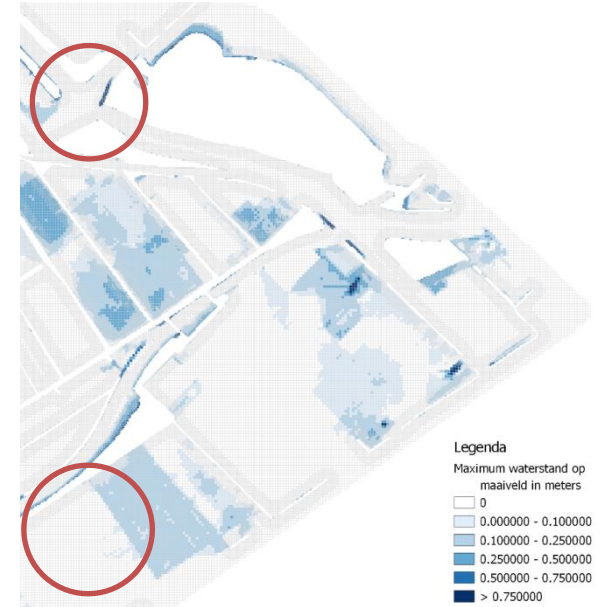 Legenda
Maximum waterstand op
maaiveld in meters
0
0.000000 - 0.100000
0.100000 - 0.250000
0.250000 - 0.500000
0.500000 - 0.750000
> 0.750000